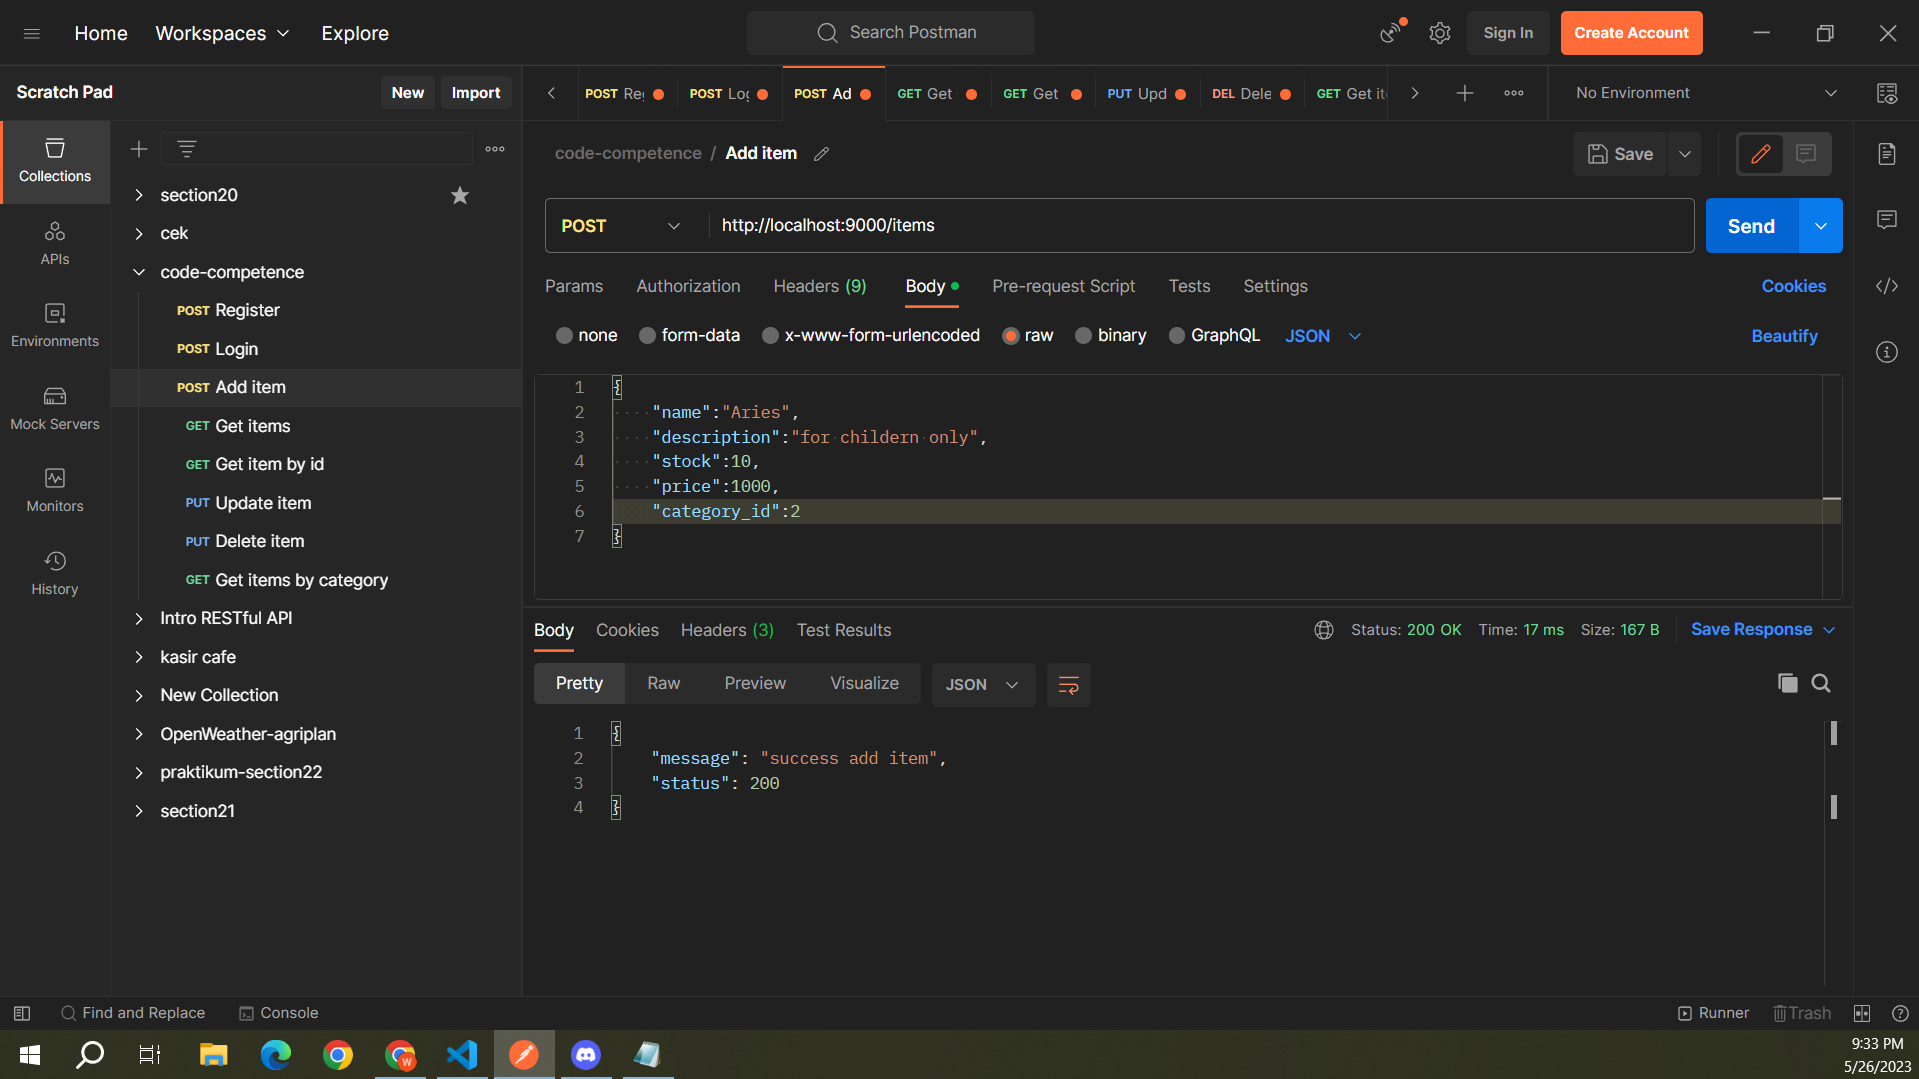 Home Workspaces Explore Search Postman Sign In Create Account
Scratch Pad New Import
POST Re POST Log POST Ad GET Get GET Get PUT Upd DEL Dele GET Get ite No Environment
Collections
APIs
Environments
Mock Servers
Monitors
History
section20
cek
code-competence
POST Register
POST Login
POST Add item
GET Get items
GET Get item by id
PUT Update item
PUT Delete item
GET Get items by category
Intro RESTful API
kasir cafe
New Collection
OpenWeather-agriplan
praktikum-section22
section21
code-competence / Add item Save
POST http://localhost:9000/items Send
Params Authorization Headers (9) Body Pre-request Script Tests Settings Cookies
none form-data x-www-form-urlencoded raw binary GraphQL JSON Beautify
1 {
2 "name":"Aries",
3 "description":"for childern only",
4 "stock":10,
5 "price":1000,
6 "category_id":2
7 }
Body Cookies Headers (3) Test Results Status: 200 OK Time: 17 ms Size: 167 B Save Response
Pretty Raw Preview Visualize JSON
1 {
2 "message": "success add item",
3 "status": 200
4 }
Find and Replace Console Runner Trash
W
9:33 PM
5/26/2023